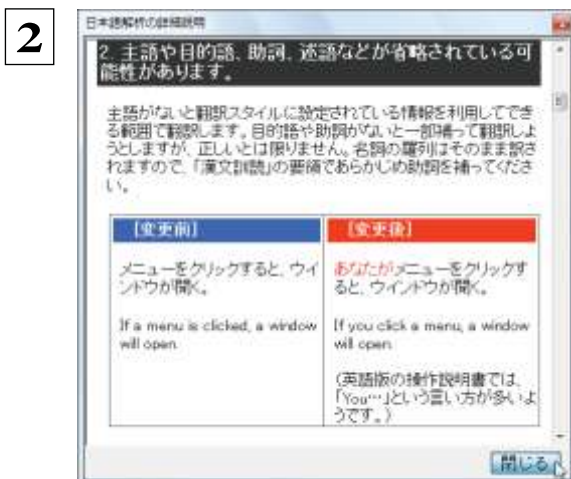 2
日本語解析の詳細説明
2. 主語や目的語、助詞、述語などが省略されている可
能性があります。
主語がないと翻訳スタイルに設定されている情報を利用してでき
る範囲で翻訳します。目的語や助詞がないと一部補って翻訳しよ
うとしますが、正しいとは限りません。名詞の羅列はそのまま訳さ
れますので、「漢文訓読」の要領であらかじめ助詞を補ってくださ
い。
【変更前】
メニューをクリックすると、ウイ
ンドウが開く。
If a menu is clicked, a window
will open.
【変更後】
あなたがメニューをクリックす
ると、ウインドウが開く。
If you click a menu, a window
will open.
(英語版の操作説明書では、
「You…」という言い方が多いよ
うです。)
閉じる